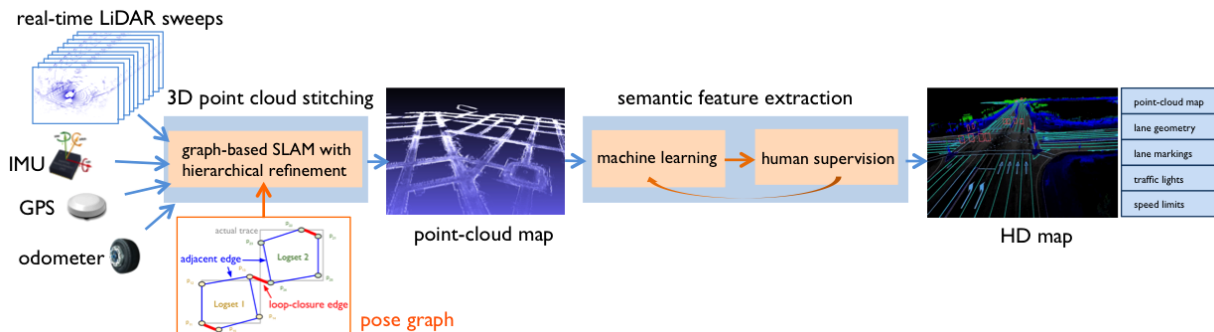 real-time LiDAR sweeps
IMU
GPS
odometer
3D point cloud stitching
graph-based SLAM with
hierarchical refinement
actual trace
adjacent edge
Logset 2
Logset 1
loop-closure edge
pose graph
point-cloud map
semantic feature extraction
machine learning
human supervision
HD map
point-cloud map
lane geometry
lane markings
traffic lights
speed limits